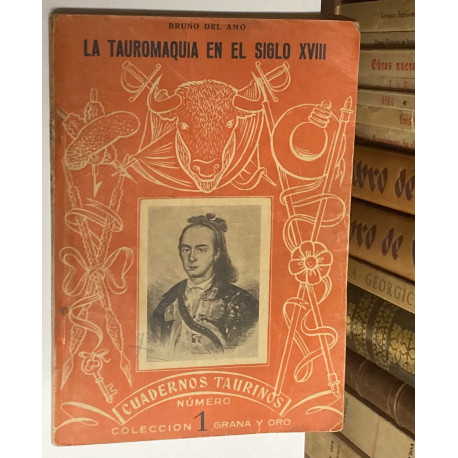 BRUNO DEL AMO
LA TAUROMAQUIA EN EL SIGLO XVIII
CUADERNOS TAURINOS
NÚMERO
COLECCION 1 GRANA Y ORO
Obras
GEORGIC